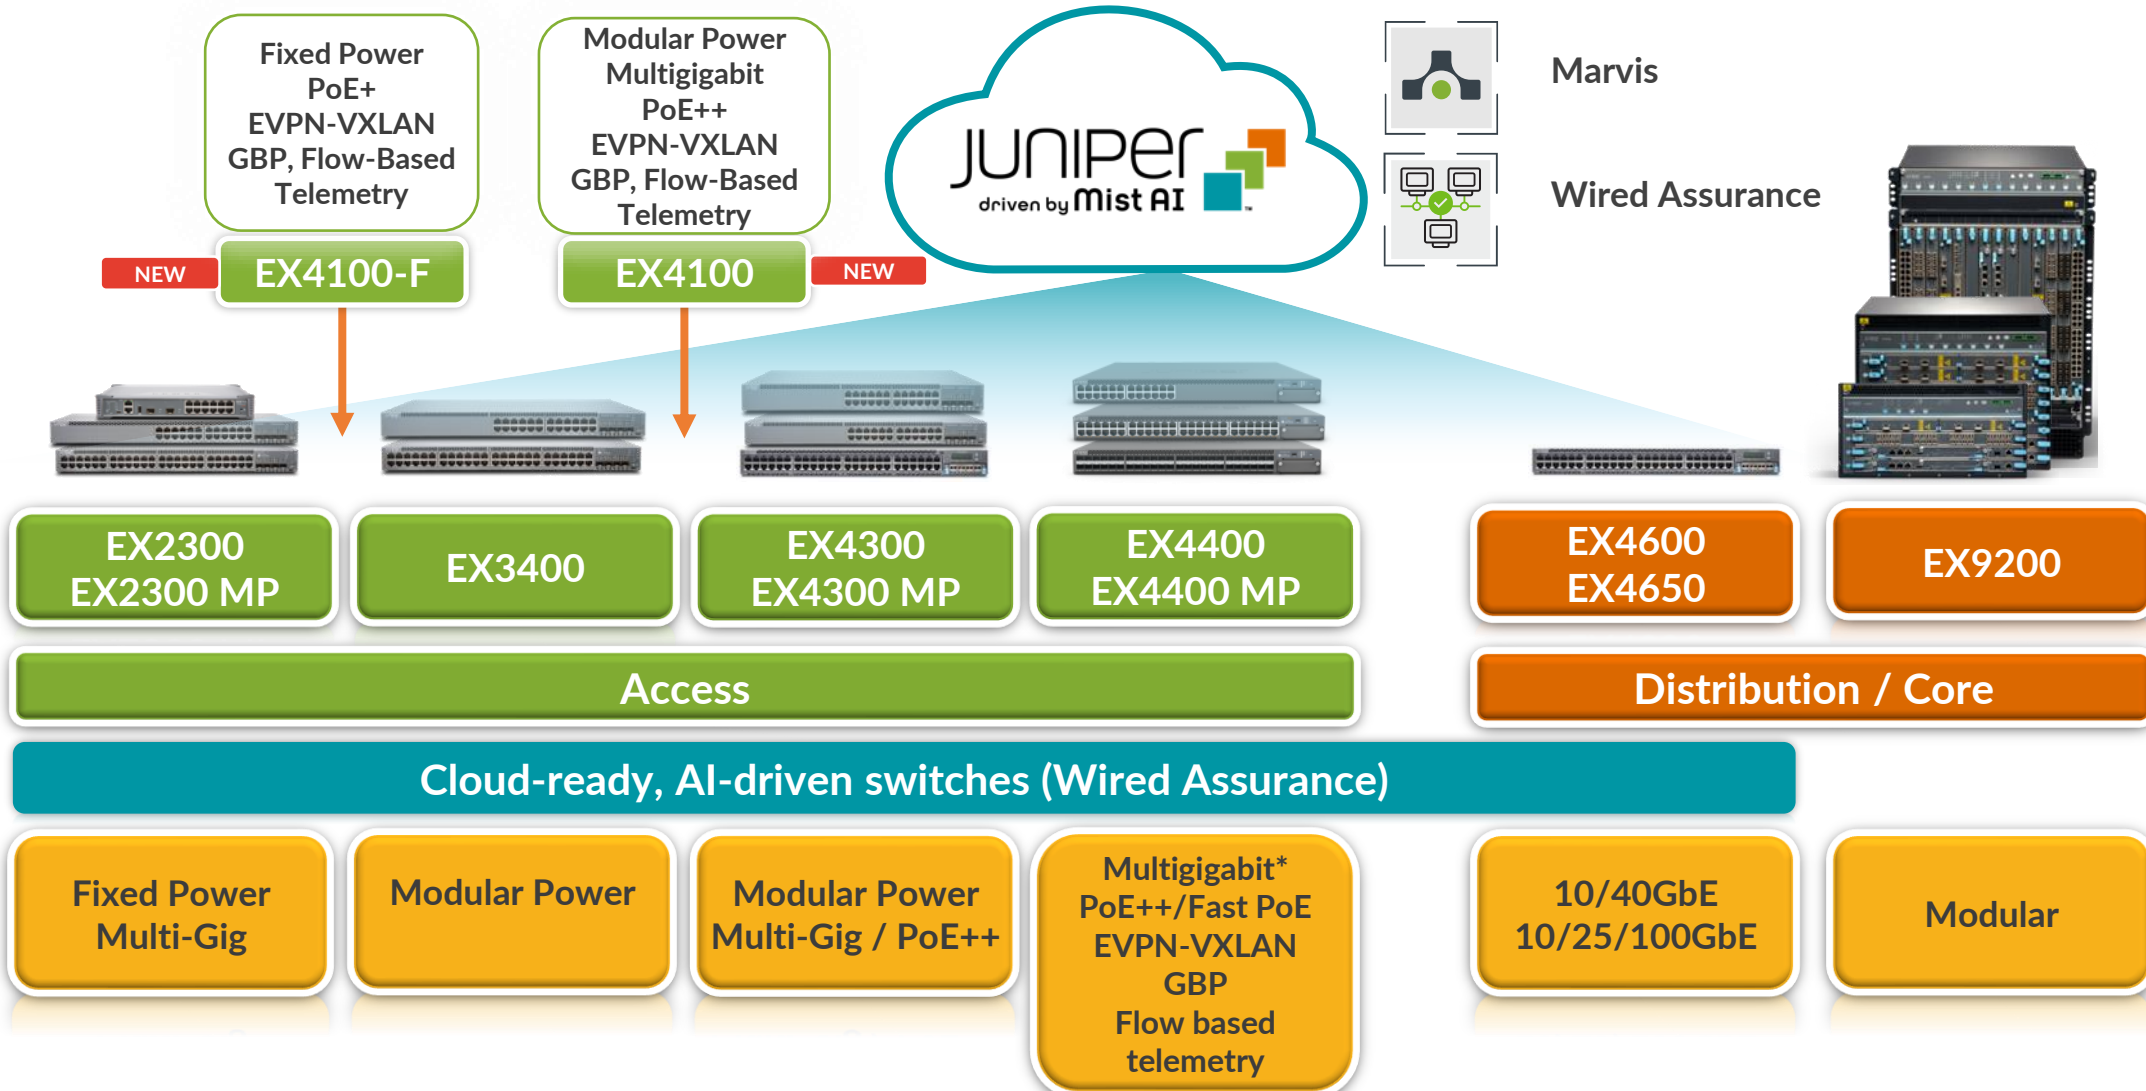 Fixed Power
PoE+
EVPN-VXLAN
GBP, Flow-Based
Telemetry
Modular Power
Multigigabit
PoE++
EVPN-VXLAN
GBP, Flow-Based
Telemetry
JUNIPER
driven by Mist AI
Marvis
Wired Assurance
NEW
EX4100-F
EX4100
NEW
EX2300
EX2300 MP
EX3400
EX4300
EX4300 MP
EX4400
EX4400 MP
EX4600
EX4650
EX9200
Access
Distribution / Core
Cloud-ready, AI-driven switches (Wired Assurance)
Fixed Power
Multi-Gig
Modular Power
Modular Power
Multi-Gig / PoE++
Multigigabit*
PoE++/Fast PoE
EVPN-VXLAN
GBP
Flow based
telemetry
10/40GbE
10/25/100GbE
Modular